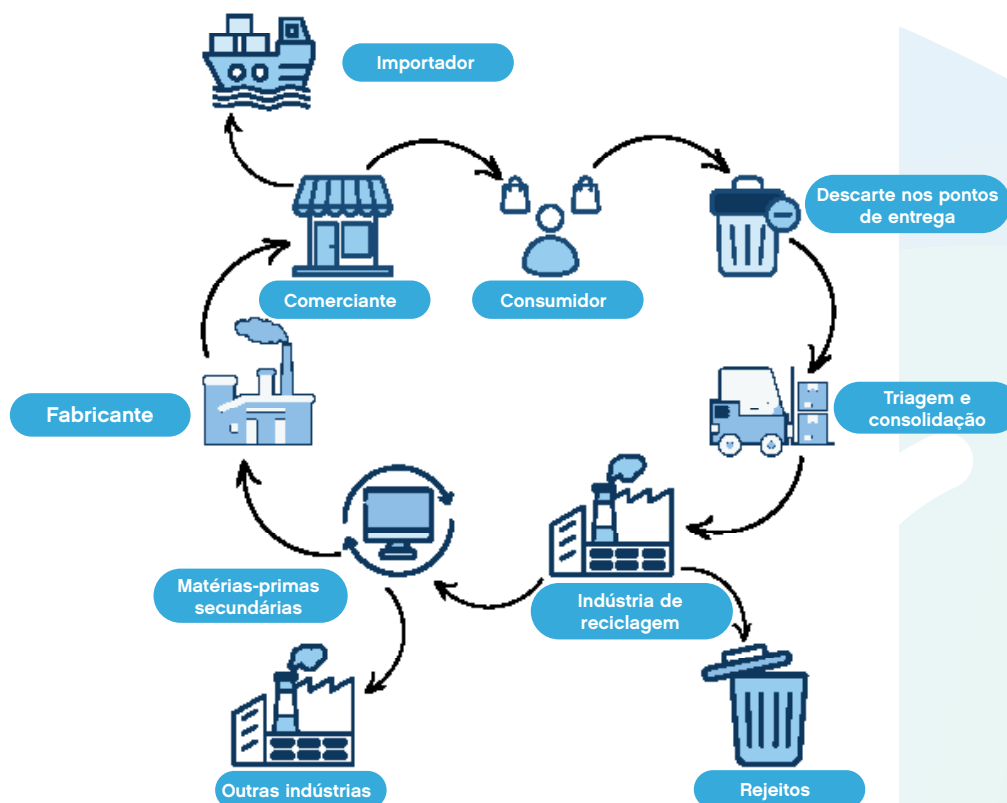 Importador
Descarte nos pontos
de entrega
Comerciante
Consumidor
Fabricante
Triagem e
consolidação
Matérias-primas
secundárias
Indústria de
reciclagem
Outras indústrias
Rejeitos